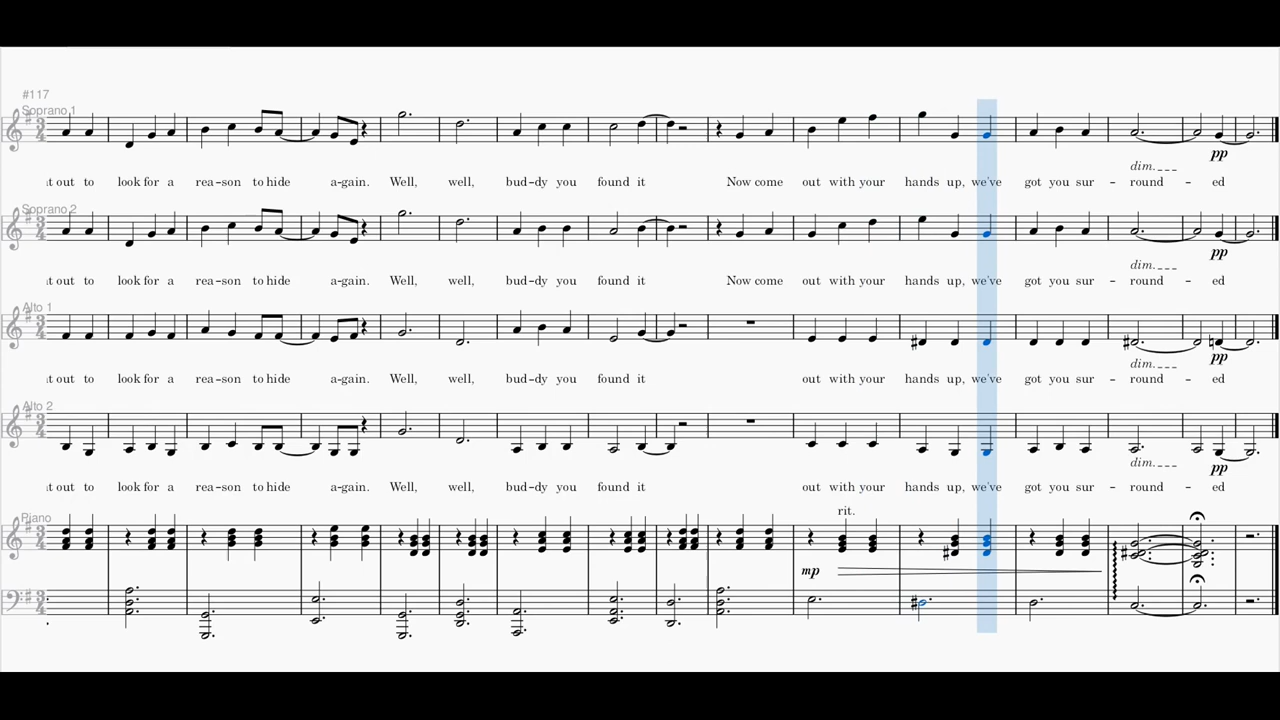 #117
Soprano 1
out to look for a rea-son to hide a-gain. Well, well, bud-dy you found it Now come out with your hands up, we've got you sur - round - ed
dim.
pp
Soprano 2
out to look for a rea-son to hide a-gain. Well, well, bud-dy you found it Now come out with your hands up, we've got you sur - round - ed
dim.
pp
Alto 1
out to look for a rea-son to hide a-gain. Well, well, bud-dy you found it out with your hands up, we've got you sur - round - ed
dim.
pp
Alto 2
out to look for a rea-son to hide a-gain. Well, well, bud-dy you found it out with your hands up, we've got you sur - round - ed
dim.
pp
Piano
rit.
mp